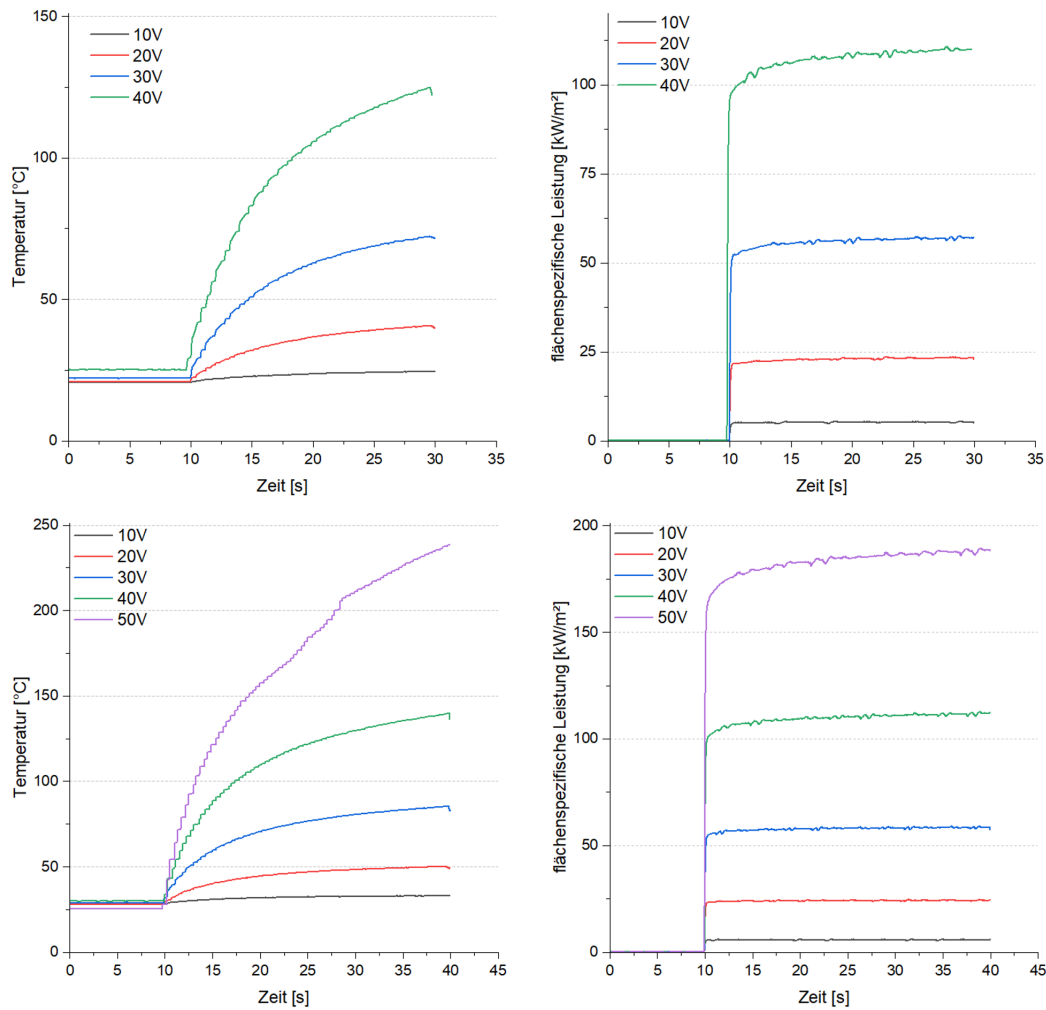 150
100
50
0
Temperatur [°C]
10V
20V
30V
40V
0 5 10 15 20 25 30 35
Zeit [s]
100
75
50
25
0
flächenspezifische Leistung [kW/m²]
10V
20V
30V
40V
0 5 10 15 20 25 30 35
Zeit [s]
250
200
150
100
50
0
Temperatur [°C]
10V
20V
30V
40V
50V
0 5 10 15 20 25 30 35 40 45
Zeit [s]
200
150
100
50
0
flächenspezifische Leistung [kW/m²]
10V
20V
30V
40V
50V
0 5 10 15 20 25 30 35 40 45
Zeit [s]